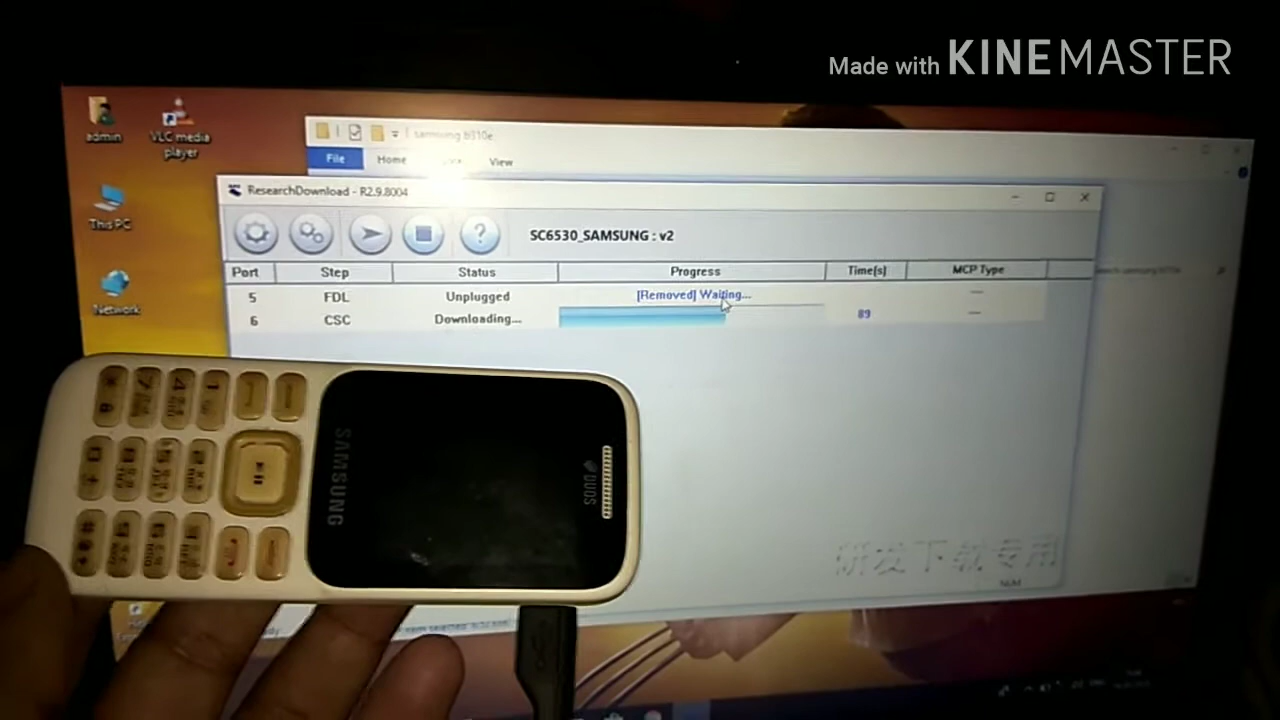 Made with KINEMASTER
admin
VLC media player
samsung b310e
File Home View
ResearchDownload - R2.9.8004
This PC
SC6530_SAMSUNG : v2
Port Step Status Progress Time(s) MCP Type
5 FDL Unplugged [Removed] Waiting...
6 CSC Downloading... 89
Network
SAMSUNG
DUOS
研发下载专用